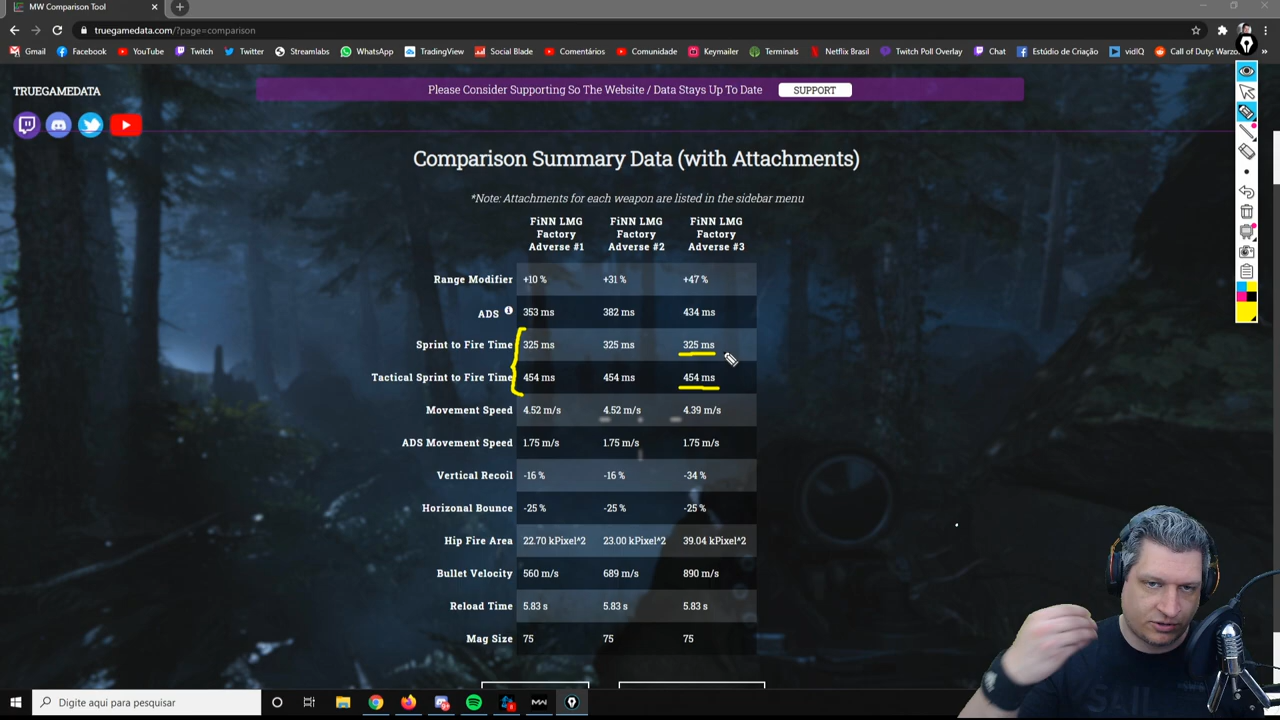 MW Comparison Tool
truegamedata.com/?page=comparison
Gmail Facebook YouTube Twitch Twitter Streamlabs WhatsApp TradingView Social Blade Comentários Comunidade Keymailer Terminals Netflix Brasil Twitch Poll Overlay Chat Estúdio de Criação vidIQ Call of Duty: Warzo
TRUEGAMEDATA
Please Consider Supporting So The Website / Data Stays Up To Date SUPPORT
Comparison Summary Data (with Attachments)
*Note: Attachments for each weapon are listed in the sidebar menu
FiNN LMG FiNN LMG FiNN LMG
Factory Factory Factory
Adverse #1 Adverse #2 Adverse #3
Range Modifier +10 % +31 % +47 %
ADS 353 ms 382 ms 434 ms
Sprint to Fire Time 325 ms 325 ms 325 ms
Tactical Sprint to Fire Time 454 ms 454 ms 454 ms
Movement Speed 4.52 m/s 4.52 m/s 4.39 m/s
ADS Movement Speed 1.75 m/s 1.75 m/s 1.75 m/s
Vertical Recoil -16 % -16 % -34 %
Horizonal Bounce -25 % -25 % -25 %
Hip Fire Area 22.70 kPixel^2 23.00 kPixel^2 39.04 kPixel^2
Bullet Velocity 560 m/s 689 m/s 890 m/s
Reload Time 5.83 s 5.83 s 5.83 s
Mag Size 75 75 75
Digite aqui para pesquisar